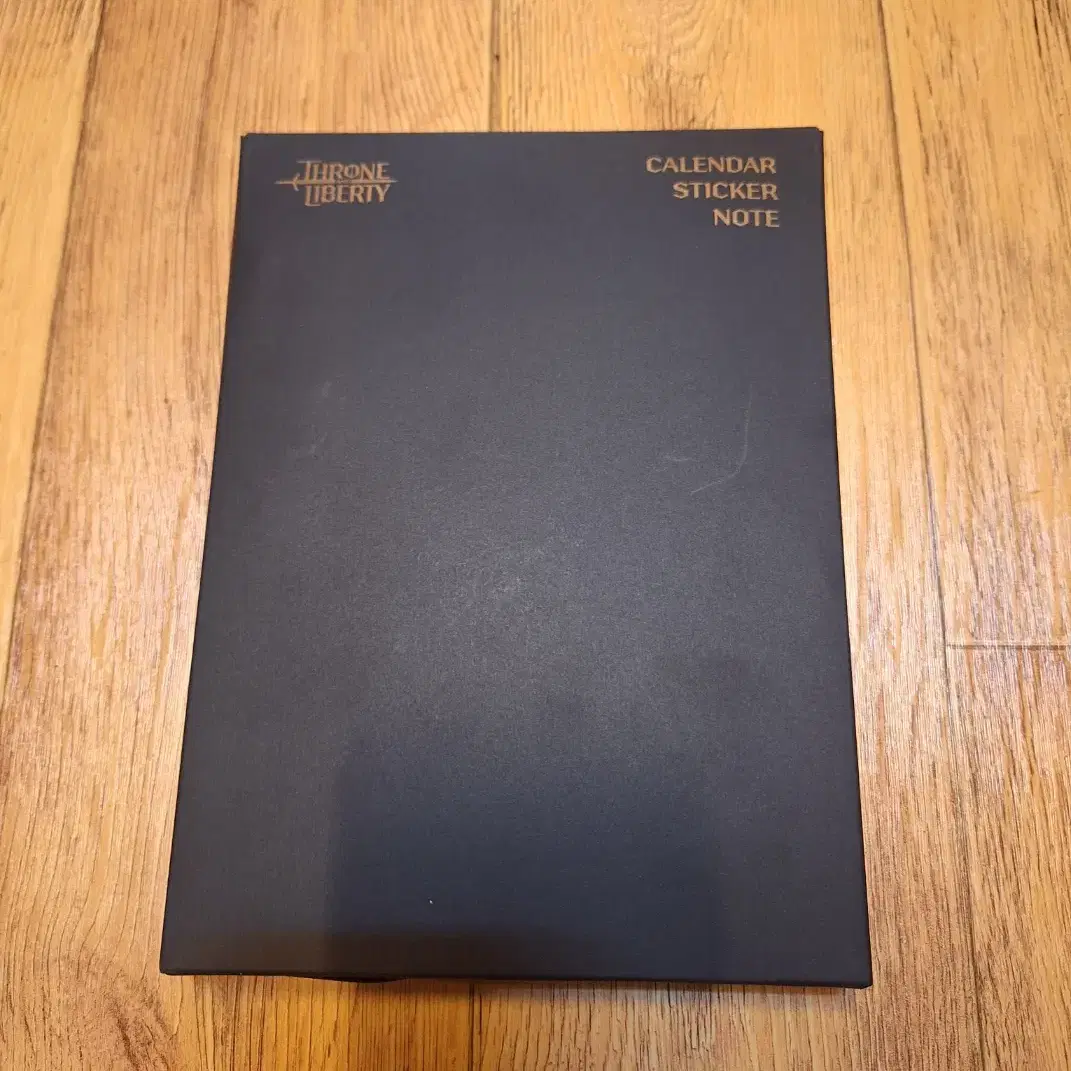 THRONE
LIBERTY
CALENDAR
STICKER
NOTE